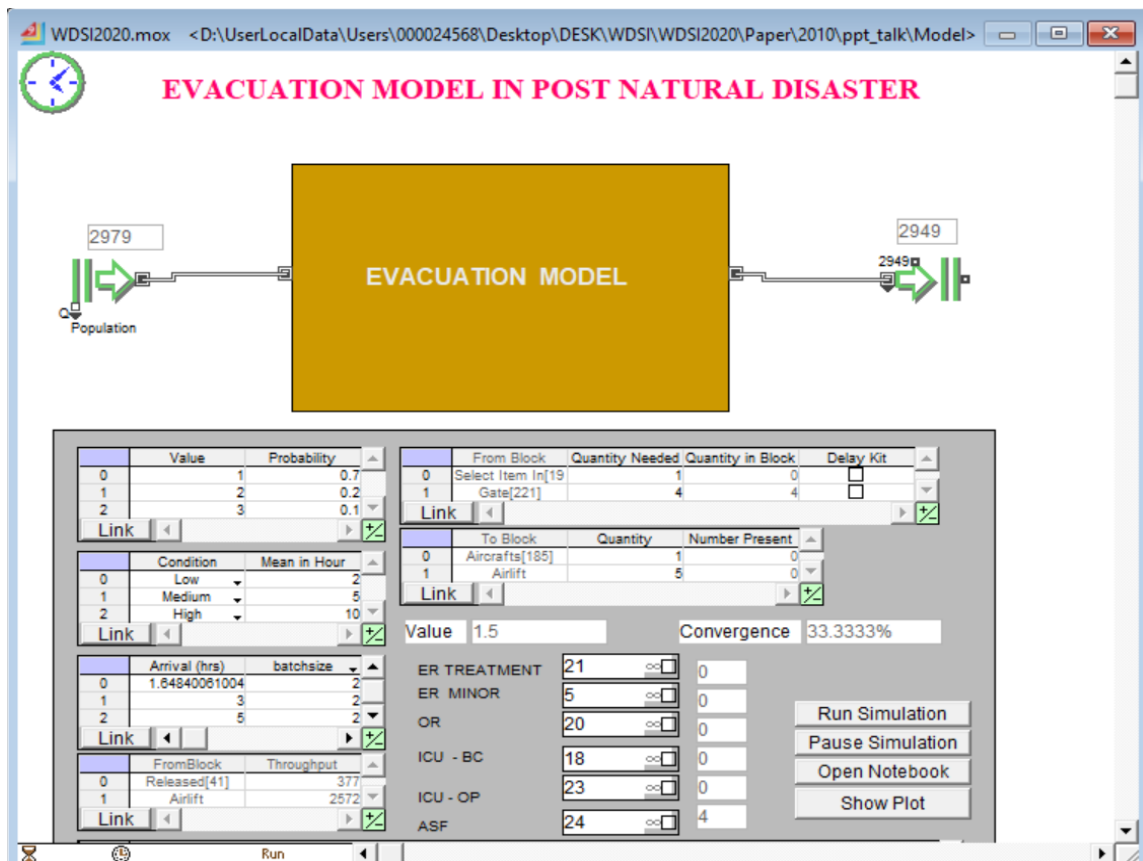 WDSI2020.mox <D:\UserLocalData\Users\000024568\Desktop\DESK\WDSI\WDSI2020\Paper\2010\ppt_talk\Model>
EVACUATION MODEL IN POST NATURAL DISASTER
2979
2949
EVACUATION MODEL
2949
Q
Population
Value Probability
0 1 0.7
1 2 0.2
2 3 0.1
Link
From Block Quantity Needed Quantity in Block Delay Kit
0 Select Item In[19 1 0
1 Gate[221] 4 4
Link
To Block Quantity Number Present
0 Aircrafts[185] 1 0
1 Airlift 5 0
Link
Condition Mean in Hour
0 Low 2
1 Medium 5
2 High 10
Link
Value 1.5 Convergence 33.3333%
Arrival (hrs) batchsize
0 1.64840061004 2
1 3 2
2 5 2
Link
FromBlock Throughput
0 Released[41] 377
1 Airlift 2572
Link
ER TREATMENT 21 0
ER MINOR 5 0
OR 20 0
ICU - BC 18 0
ICU - OP 23 0
ASF 24 4
Run Simulation
Pause Simulation
Open Notebook
Show Plot
Run